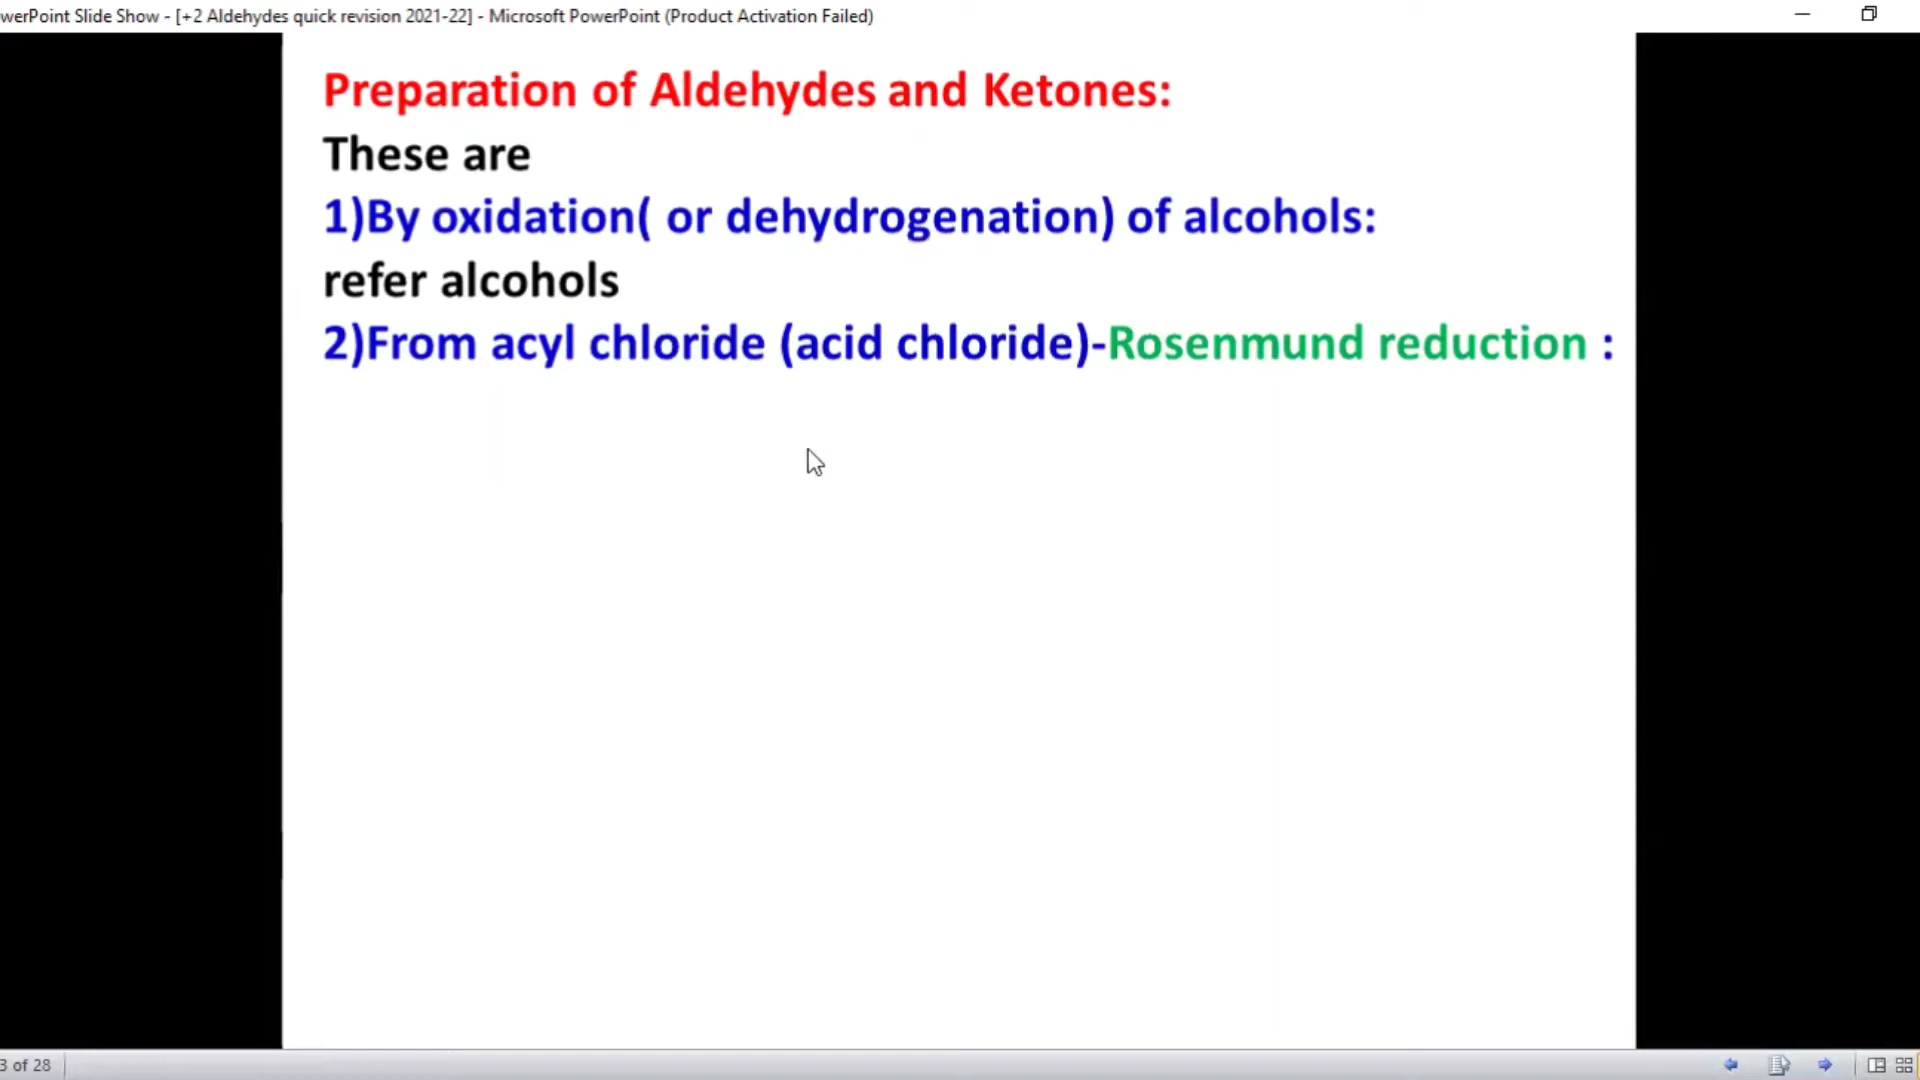 werPoint Slide Show - [+2 Aldehydes quick revision 2021-22] - Microsoft PowerPoint (Product Activation Failed)
Preparation of Aldehydes and Ketones:
These are
1)By oxidation( or dehydrogenation) of alcohols:
refer alcohols
2)From acyl chloride (acid chloride)-Rosenmund reduction :
3 of 28